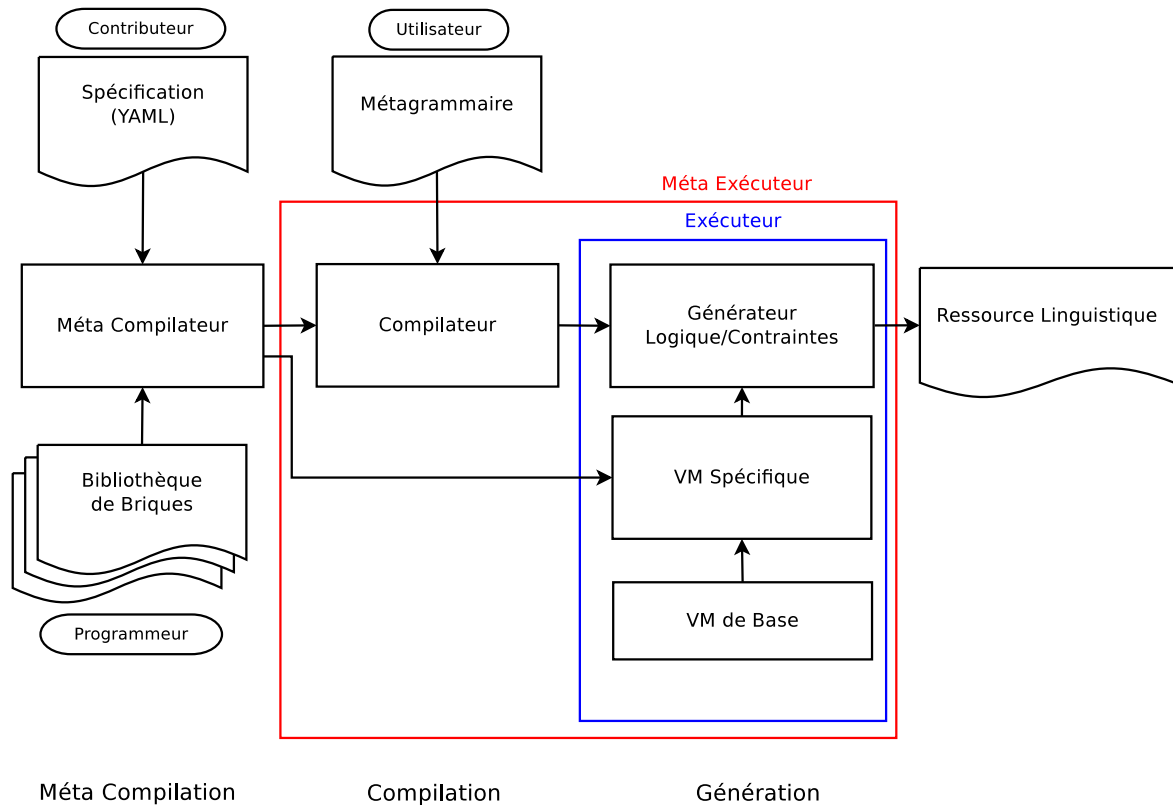 Contributeur
Utilisateur
Spécification
(YAML)
Métagrammaire
Méta Exécuteur
Exécuteur
Méta Compilateur
Compilateur
Générateur
Logique/Contraintes
Ressource Linguistique
Bibliothèque
de Briques
VM Spécifique
VM de Base
Programmeur
Méta Compilation
Compilation
Génération